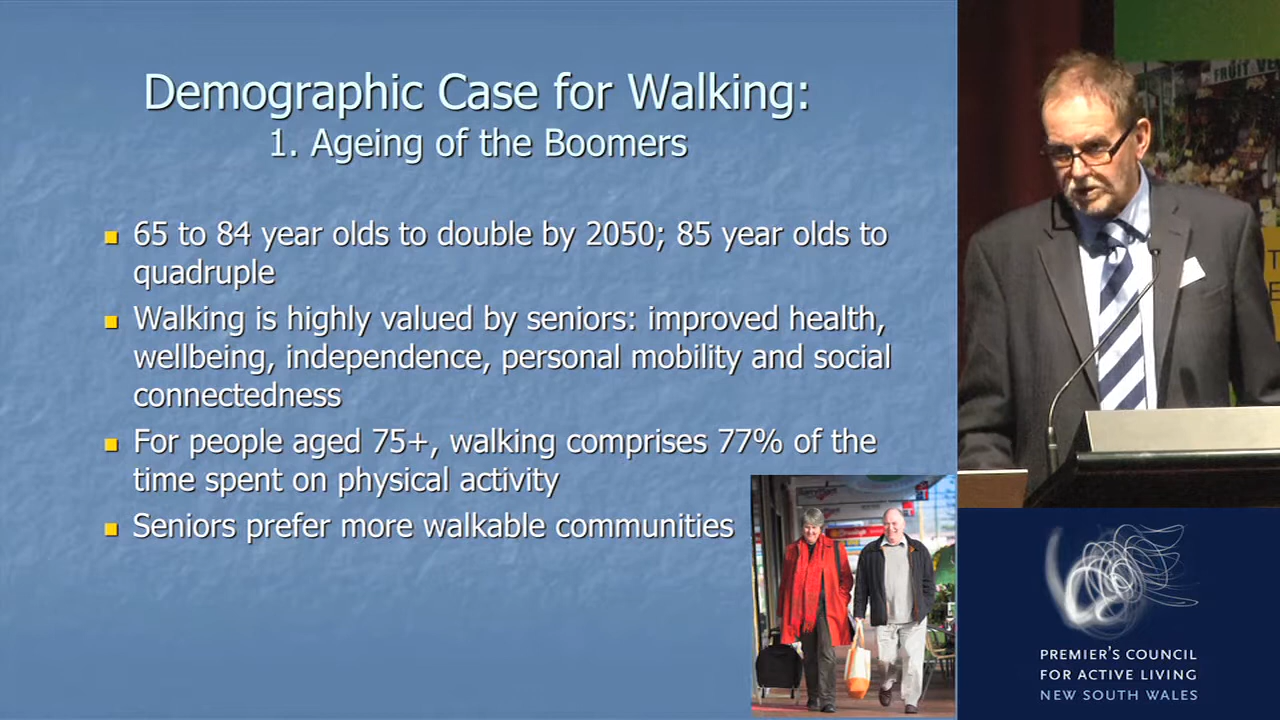 Demographic Case for Walking:
1. Ageing of the Boomers
65 to 84 year olds to double by 2050; 85 year olds to
quadruple
Walking is highly valued by seniors: improved health,
wellbeing, independence, personal mobility and social
connectedness
For people aged 75+, walking comprises 77% of the
time spent on physical activity
Seniors prefer more walkable communities
FRUIT
PREMIER'S COUNCIL
FOR ACTIVE LIVING
NEW SOUTH WALES